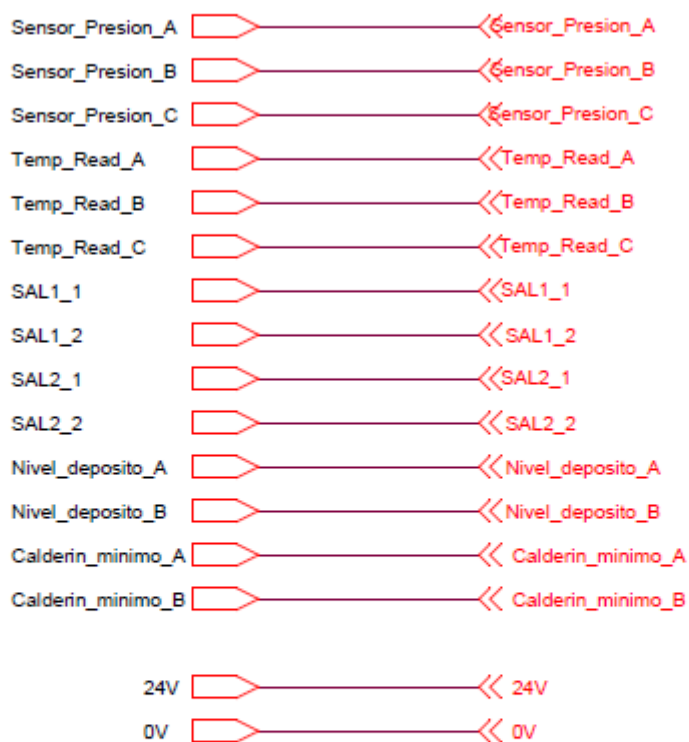 Sensor_Presion_A Sensor_Presion_A
Sensor_Presion_B Sensor_Presion_B
Sensor_Presion_C Sensor_Presion_C
Temp_Read_A Temp_Read_A
Temp_Read_B Temp_Read_B
Temp_Read_C Temp_Read_C
SAL1_1 SAL1_1
SAL1_2 SAL1_2
SAL2_1 SAL2_1
SAL2_2 SAL2_2
Nivel_deposito_A Nivel_deposito_A
Nivel_deposito_B Nivel_deposito_B
Calderin_minimo_A Calderin_minimo_A
Calderin_minimo_B Calderin_minimo_B
24V 24V
0V 0V